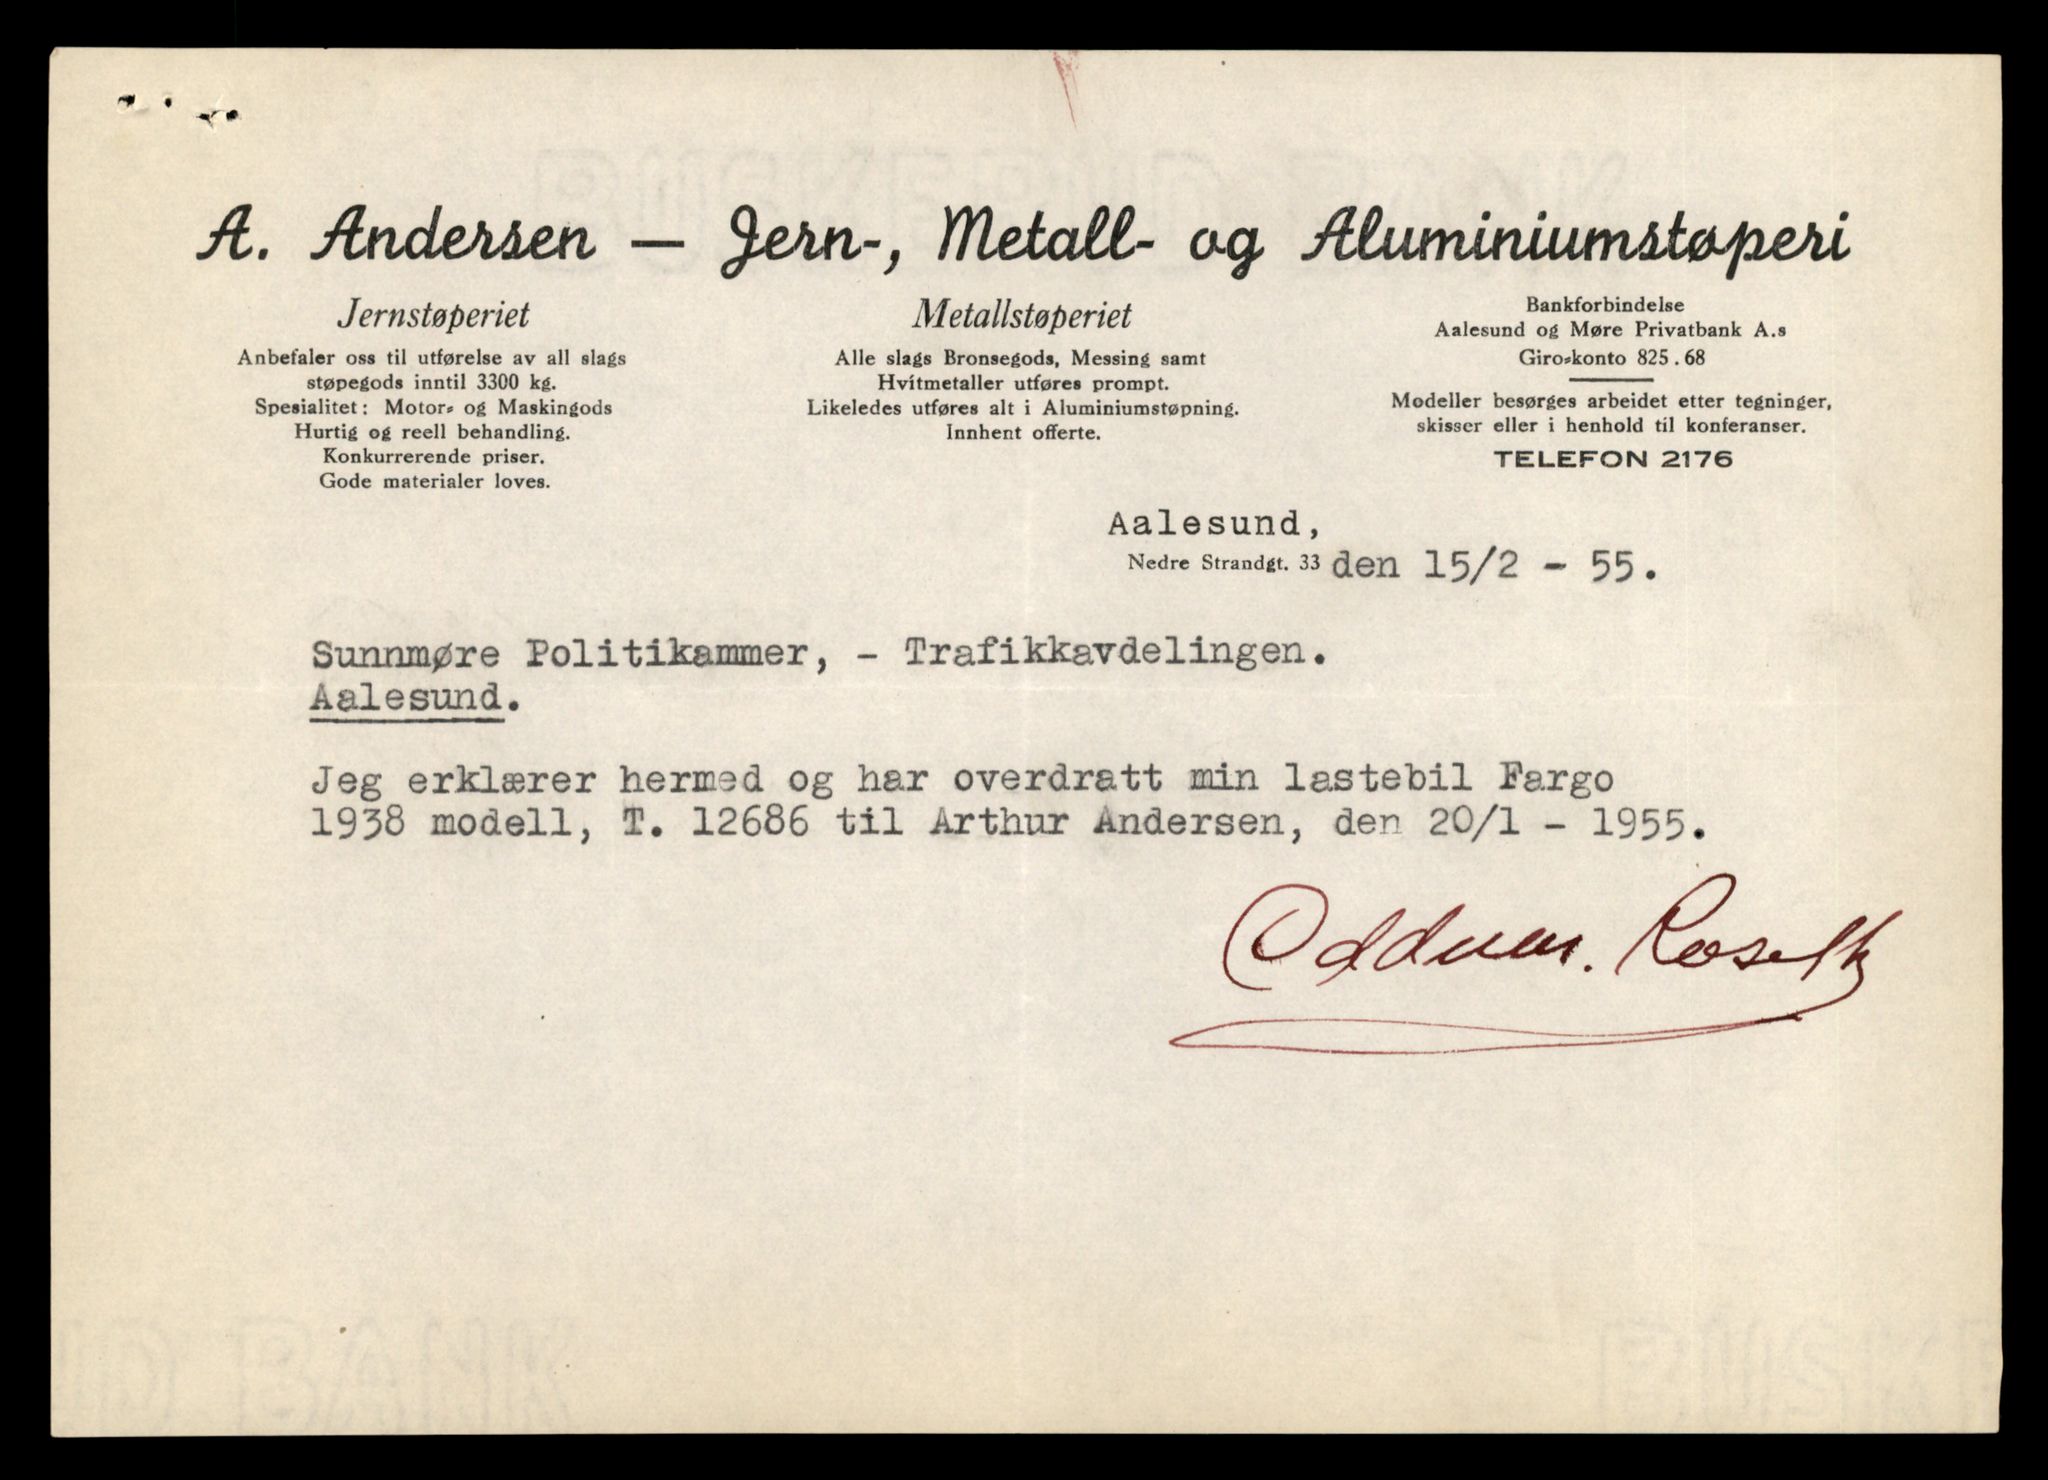 A. Andersen — Jern-, Metall- og Aluminiumstøperi
Jernstøperiet
Anbefaler oss til utførelse av all slags
støpegods inntil 3300 kg.
Spesialitet: Motor- og Maskingods
Hurtig og reell behandling.
Konkurrerende priser.
Gode materialer loves.
Metallstøperiet
Alle slags Bronsegods, Messing samt
Hvitmetaller utføres prompt.
Likeledes utføres alt i Aluminiumstøpning.
Innhent offerte.
Bankforbindelse
Aalesund og Møre Privatbank A.s
Giro-konto 825.68
Modeller besørges arbeidet etter tegninger,
skisser eller i henhold til konferanser.
TELEFON 2176
Aalesund,
Nedre Strandgt. 33 den 15/2 - 55.
Sunnmøre Politikammer, - Trafikkavdelingen.
Aalesund.
Jeg erklærer hermed og har overdratt min lastebil Fargo
1938 modell, T. 12686 til Arthur Andersen, den 20/1 - 1955.